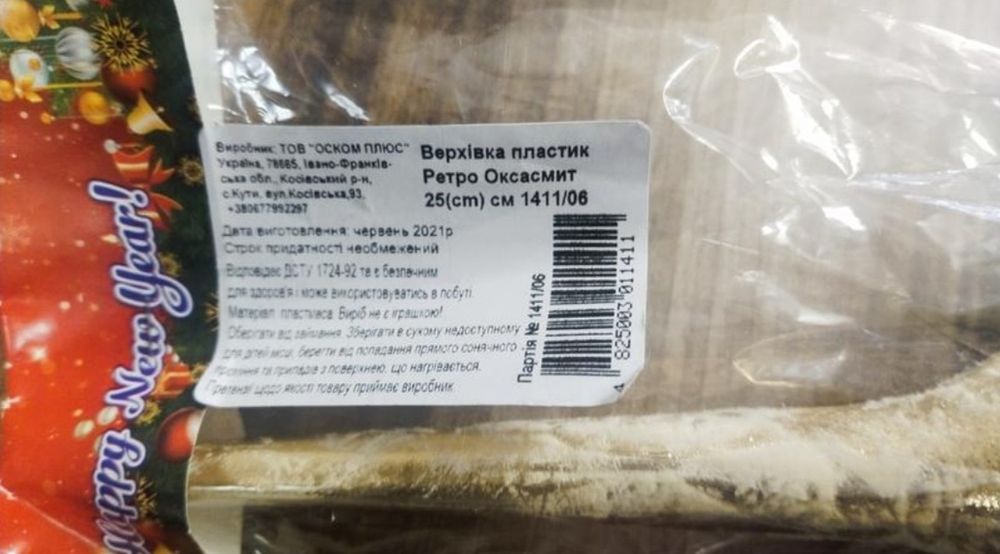 Happy New Year!
Виробник: ТОВ "ОСКОМ ПЛЮС"
Україна, 78665, Івано-Франків-
ська обл., Косівський р-н,
с.Кути, вул.Косівська,93,
+380677992297
Верхівка пластик
Ретро Оксасмит
25(cm) см 1411/06
Дата виготовлення: червень 2021р
Строк придатності необмежений
Відповідає ДСТУ 1724-92 та є безпечним
для здоров'я і може використовуватись в побуті.
Матеріал: пластмаса. Виріб не є іграшкою!
Оберігати від займання. Зберігати в сухому недоступному
для дітей місці, берегти від попадання прямого сонячного
та приладів з поверхнею, що нагрівається.
Претензії щодо якості товару приймає виробник.
Партія № 1411/06
4 825003 011411